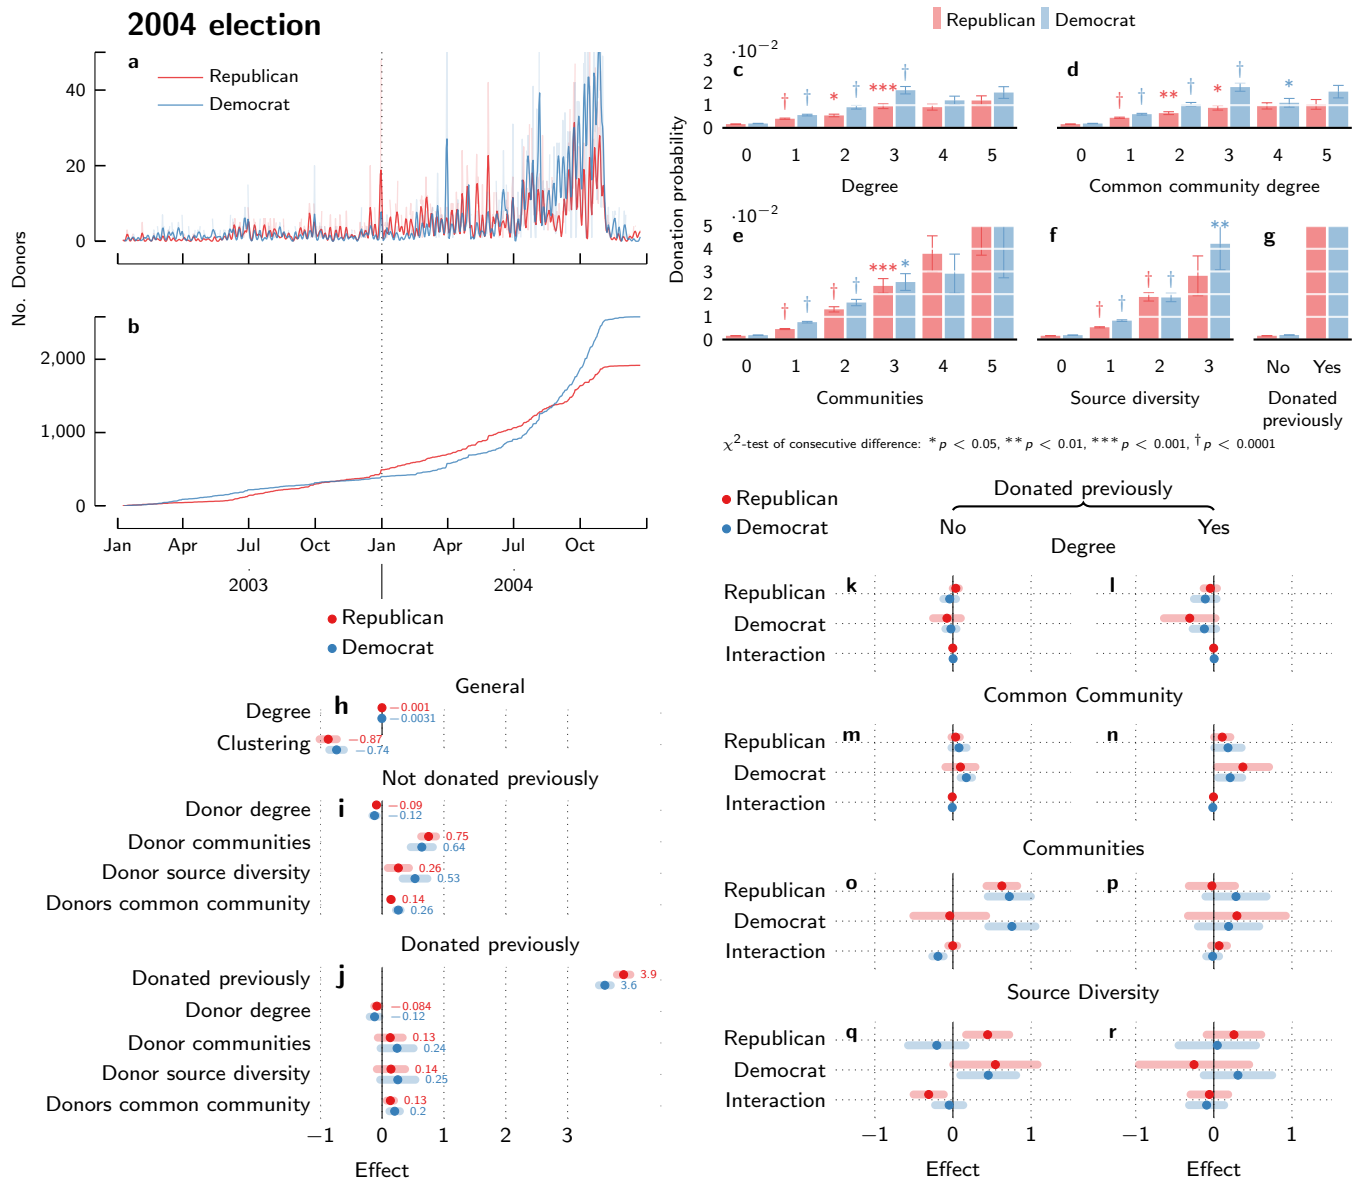 2004 election
a
Republican
Democrat
40
20
0
b
2,000
1,000
0
No. Donors
Jan Apr Jul Oct Jan Apr Jul Oct
2003 2004
Republican Democrat
Donation probability
·10−2
3
2
1
0
c
† † * † *** †
0 1 2 3 4 5
Degree
d
† † ** † * † *
0 1 2 3 4 5
Common community degree
·10−2
5
4
3
2
1
0
e
† † † † *** *
0 1 2 3 4 5
Communities
f
† † † † **
0 1 2 3
Source diversity
g
No Yes
Donated
previously
χ2-test of consecutive difference: * p < 0.05, ** p < 0.01, *** p < 0.001, † p < 0.0001
Republican
Democrat
General
h
Degree −0.001
−0.0031
Clustering −0.87
−0.74
Not donated previously
i
Donor degree −0.09
−0.12
Donor communities 0.75
0.64
Donor source diversity 0.26
0.53
Donors common community 0.14
0.26
Donated previously
j
Donated previously 3.9
3.6
Donor degree −0.084
−0.12
Donor communities 0.13
0.24
Donor source diversity 0.14
0.25
Donors common community 0.13
0.2
−1 0 1 2 3
Effect
Republican
Democrat
Donated previously
No Yes
Degree
k l
Republican
Democrat
Interaction
Common Community
m n
Republican
Democrat
Interaction
Communities
o p
Republican
Democrat
Interaction
Source Diversity
q r
Republican
Democrat
Interaction
−1 0 1 −1 0 1
Effect Effect